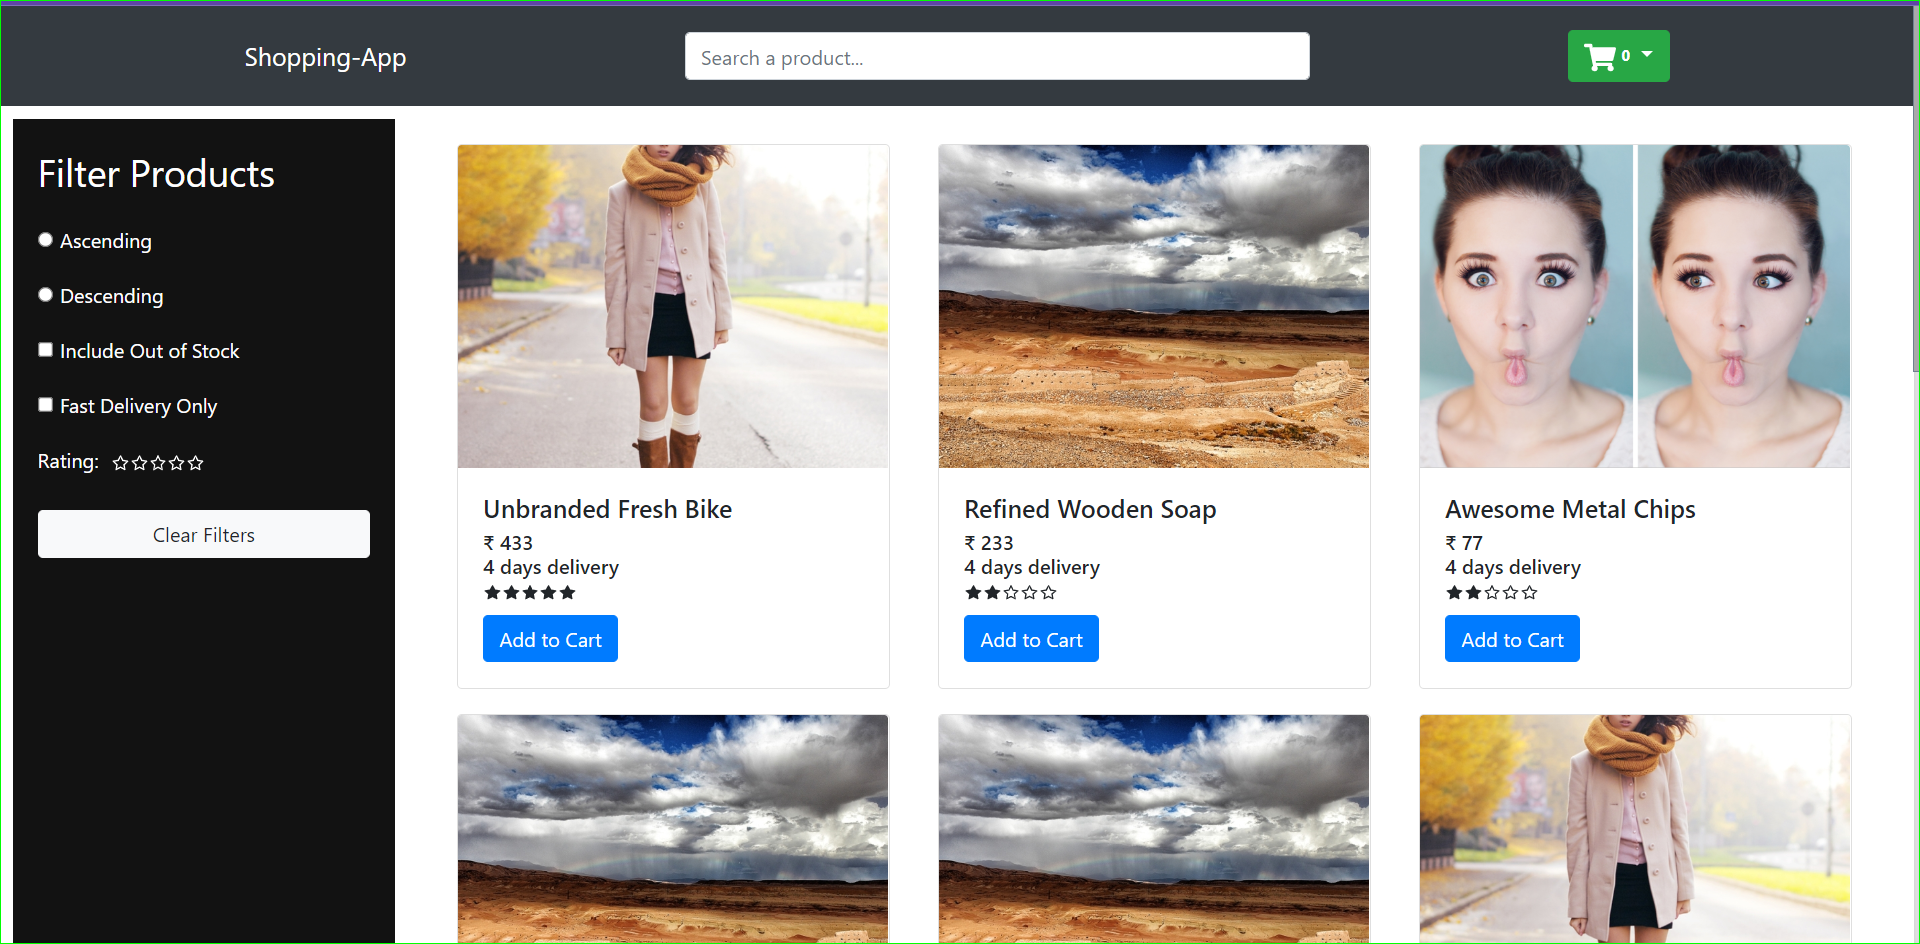 Shopping-App
Search a product...
0
Filter Products
Ascending
Descending
Include Out of Stock
Fast Delivery Only
Rating:
Clear Filters
Unbranded Fresh Bike
₹ 433
4 days delivery
Add to Cart
Refined Wooden Soap
₹ 233
4 days delivery
Add to Cart
Awesome Metal Chips
₹ 77
4 days delivery
Add to Cart